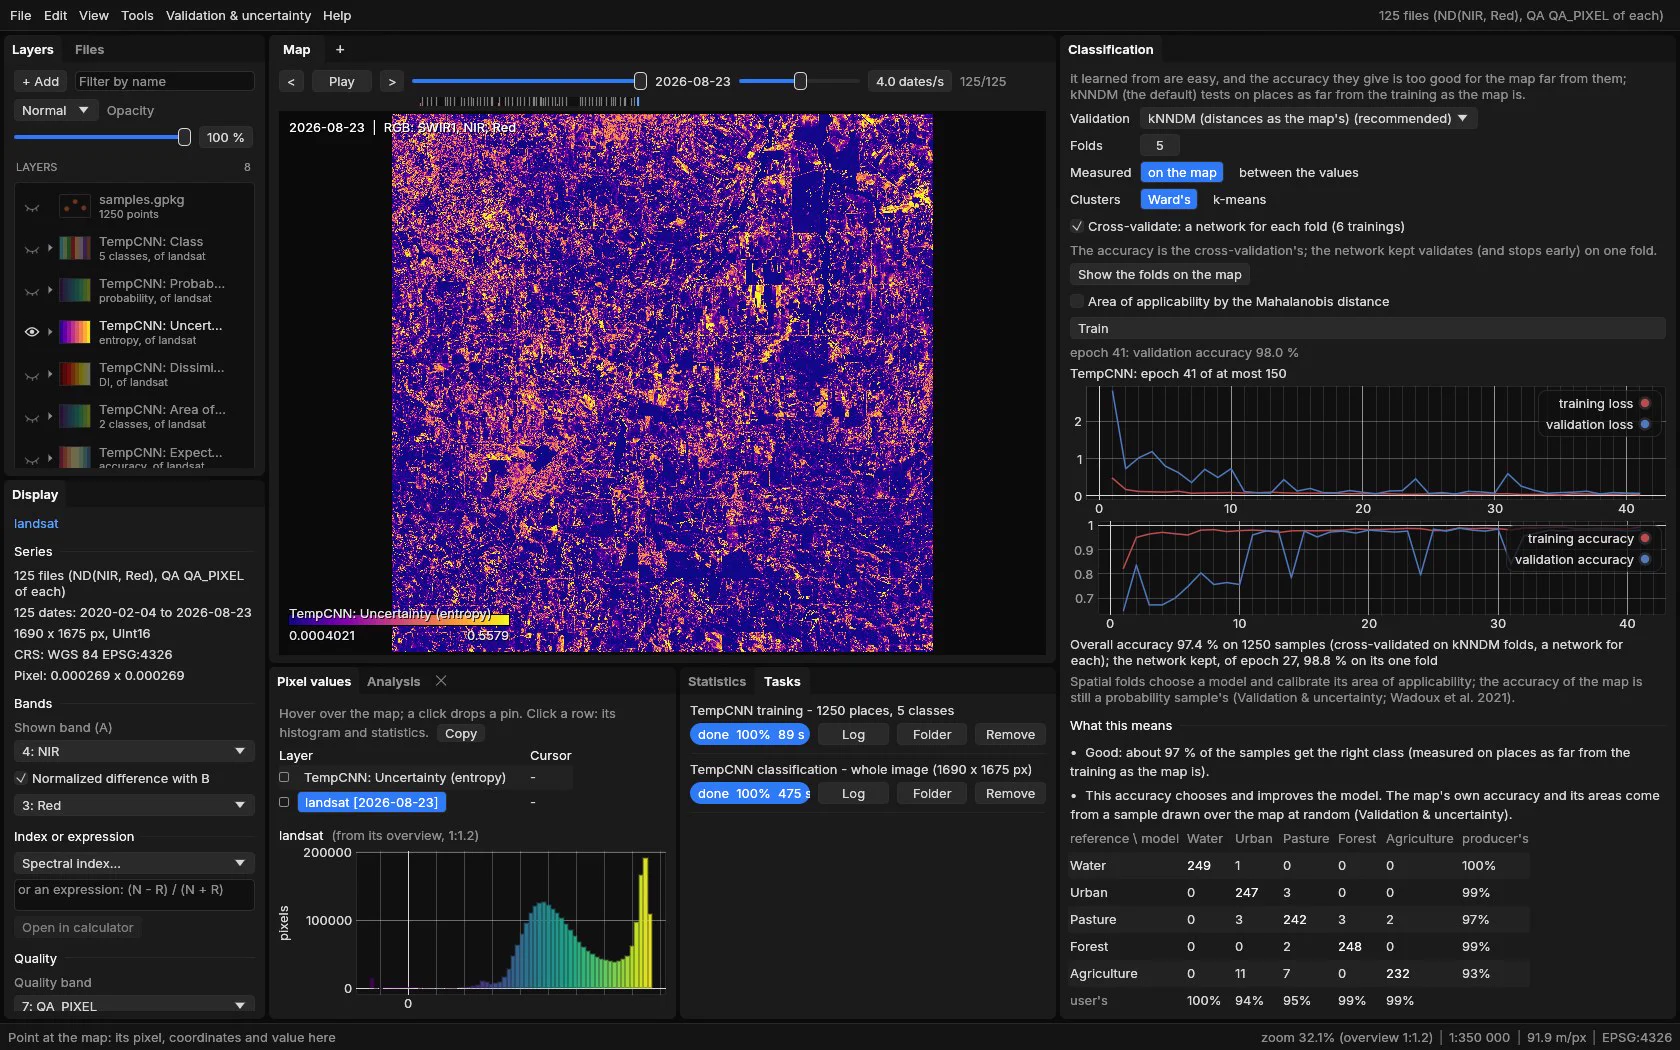 File Edit View Tools Validation & uncertainty Help
125 files (ND(NIR, Red), QA QA_PIXEL of each)
Layers Files
+ Add Filter by name
Normal Opacity
100 %
LAYERS 8
samples.gpkg
1250 points
TempCNN: Class
5 classes, of landsat
TempCNN: Probab...
probability, of landsat
TempCNN: Uncert...
entropy, of landsat
TempCNN: Dissimi...
DI, of landsat
TempCNN: Area of...
2 classes, of landsat
TempCNN: Expect...
accuracy, of landsat
Display
landsat
Series
125 files (ND(NIR, Red), QA QA_PIXEL
of each)
125 dates: 2020-02-04 to 2026-08-23
1690 x 1675 px, UInt16
CRS: WGS 84 EPSG:4326
Pixel: 0.000269 x 0.000269
Bands
Shown band (A)
4: NIR
Normalized difference with B
3: Red
Index or expression
Spectral index...
or an expression: (N - R) / (N + R)
Open in calculator
Quality
Quality band
7: QA_PIXEL
Map +
< Play > 2026-08-23 4.0 dates/s 125/125
2026-08-23 | RGB: SWIR1, NIR, Red
TempCNN: Uncertainty (entropy)
0.0004021 0.5579
Pixel values Analysis
Hover over the map; a click drops a pin. Click a row: its
histogram and statistics. Copy
Layer Cursor
TempCNN: Uncertainty (entropy) -
landsat [2026-08-23] -
landsat (from its overview, 1:1.2)
200000
100000
0
pixels
0
Statistics Tasks
TempCNN training - 1250 places, 5 classes
done 100% 89 s Log Folder Remove
TempCNN classification - whole image (1690 x 1675 px)
done 100% 475 s Log Folder Remove
Classification
it learned from are easy, and the accuracy they give is too good for the map far from them;
kNNDM (the default) tests on places as far from the training as the map is.
Validation kNNDM (distances as the map's) (recommended)
Folds 5
Measured on the map between the values
Clusters Ward's k-means
Cross-validate: a network for each fold (6 trainings)
The accuracy is the cross-validation's; the network kept validates (and stops early) on one fold.
Show the folds on the map
Area of applicability by the Mahalanobis distance
Train
epoch 41: validation accuracy 98.0 %
TempCNN: epoch 41 of at most 150
training loss
validation loss
2
1
0
0 10 20 30 40
training accuracy
validation accuracy
1
0.9
0.8
0.7
0 10 20 30 40
Overall accuracy 97.4 % on 1250 samples (cross-validated on kNNDM folds, a network for
each); the network kept, of epoch 27, 98.8 % on its one fold
Spatial folds choose a model and calibrate its area of applicability; the accuracy of the map is
still a probability sample's (Validation & uncertainty; Wadoux et al. 2021).
What this means
• Good: about 97 % of the samples get the right class (measured on places as far from the
training as the map is).
• This accuracy chooses and improves the model. The map's own accuracy and its areas come
from a sample drawn over the map at random (Validation & uncertainty).
reference \ model Water Urban Pasture Forest Agriculture producer's
Water 249 1 0 0 0 100%
Urban 0 247 3 0 0 99%
Pasture 0 3 242 3 2 97%
Forest 0 0 2 248 0 99%
Agriculture 0 11 7 0 232 93%
user's 100% 94% 95% 99% 99%
Point at the map: its pixel, coordinates and value here
zoom 32.1% (overview 1:1.2) | 1:350 000 | 91.9 m/px | EPSG:4326